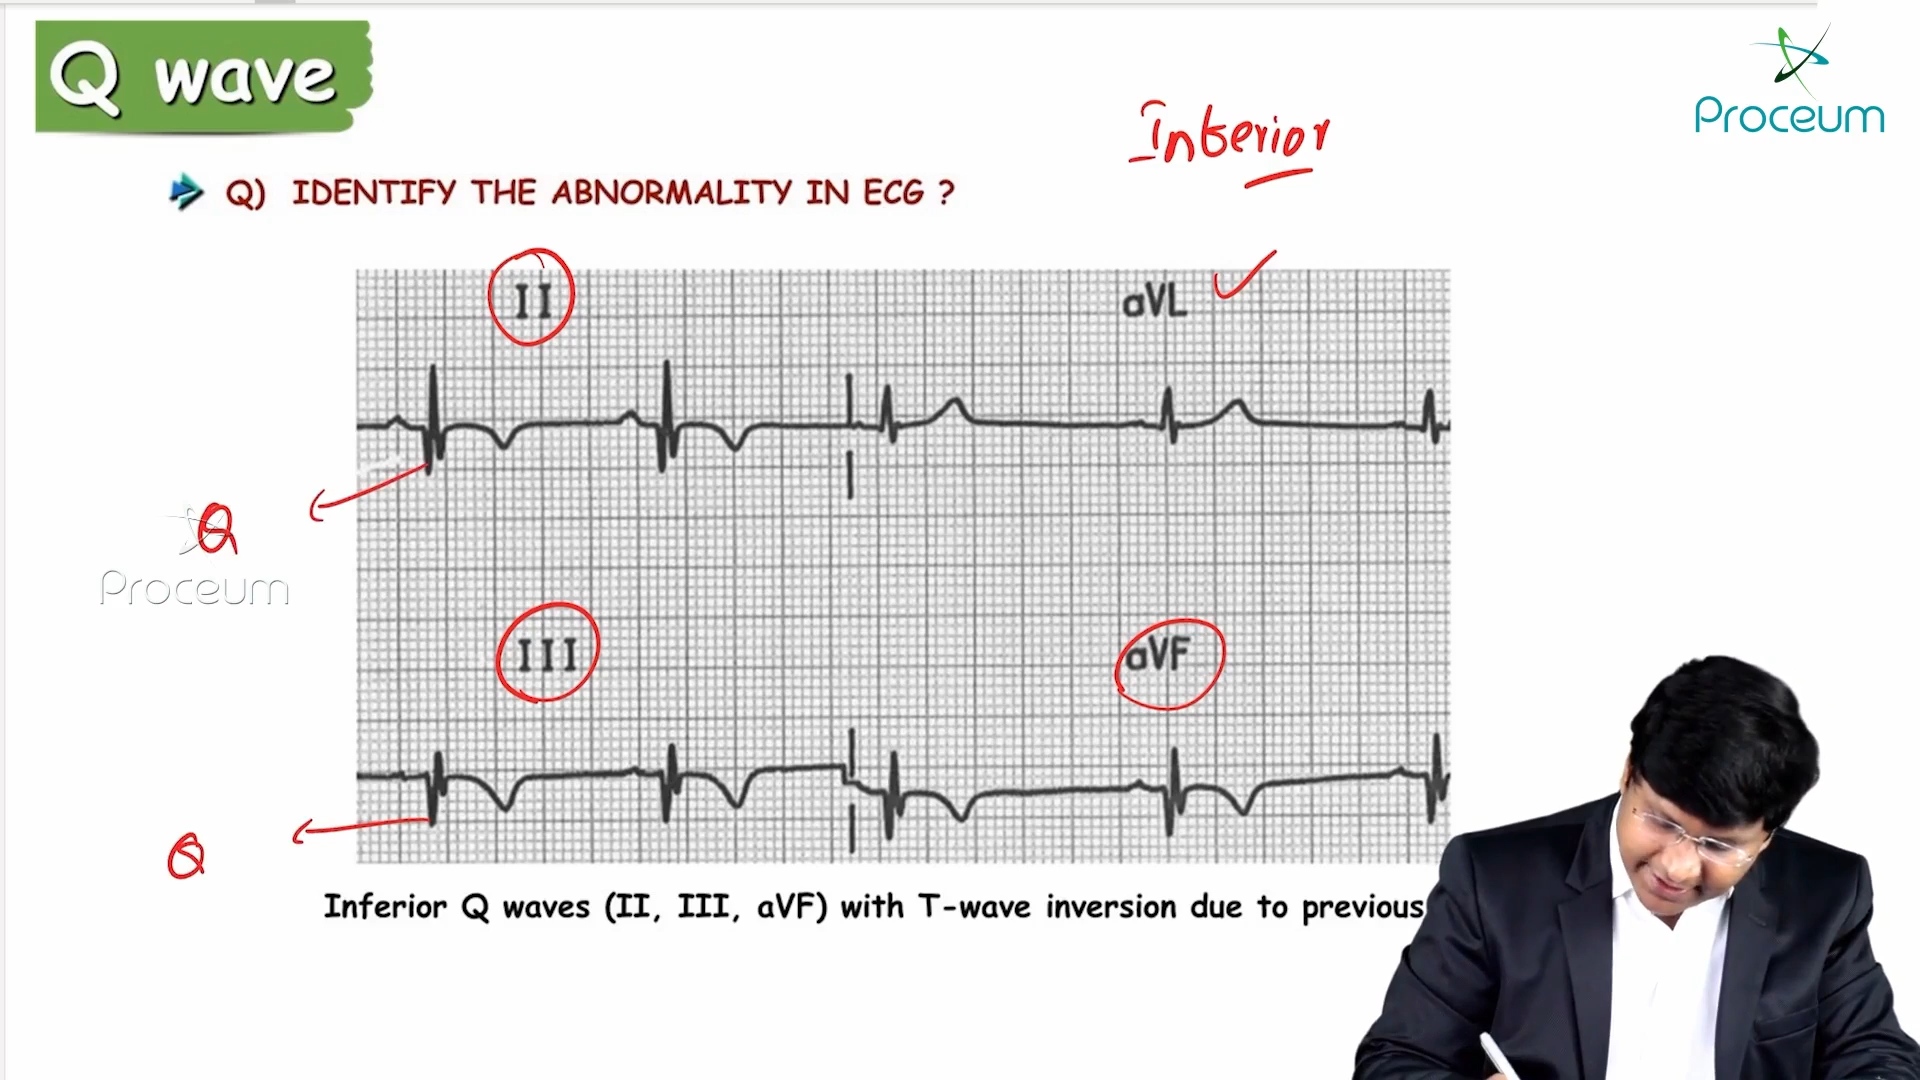 Q wave
Proceum
Interior
Q) IDENTIFY THE ABNORMALITY IN ECG ?
II
aVL
Q
Proceum
III
aVF
Q
Inferior Q waves (II, III, aVF) with T-wave inversion due to previous